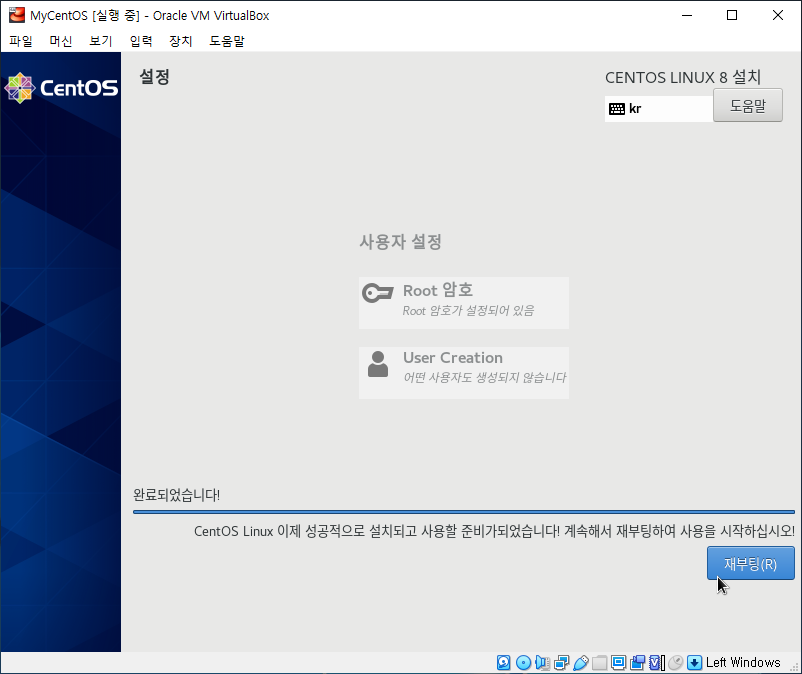 MyCentOS [실행 중] - Oracle VM VirtualBox
파일 머신 보기 입력 장치 도움말
CentOS
설정
CENTOS LINUX 8 설치
kr
도움말
사용자 설정
Root 암호
Root 암호가 설정되어 있음
User Creation
어떤 사용자도 생성되지 않습니다
완료되었습니다!
CentOS Linux 이제 성공적으로 설치되고 사용할 준비가되었습니다! 계속해서 재부팅하여 사용을 시작하십시오!
재부팅(R)
Left Windows